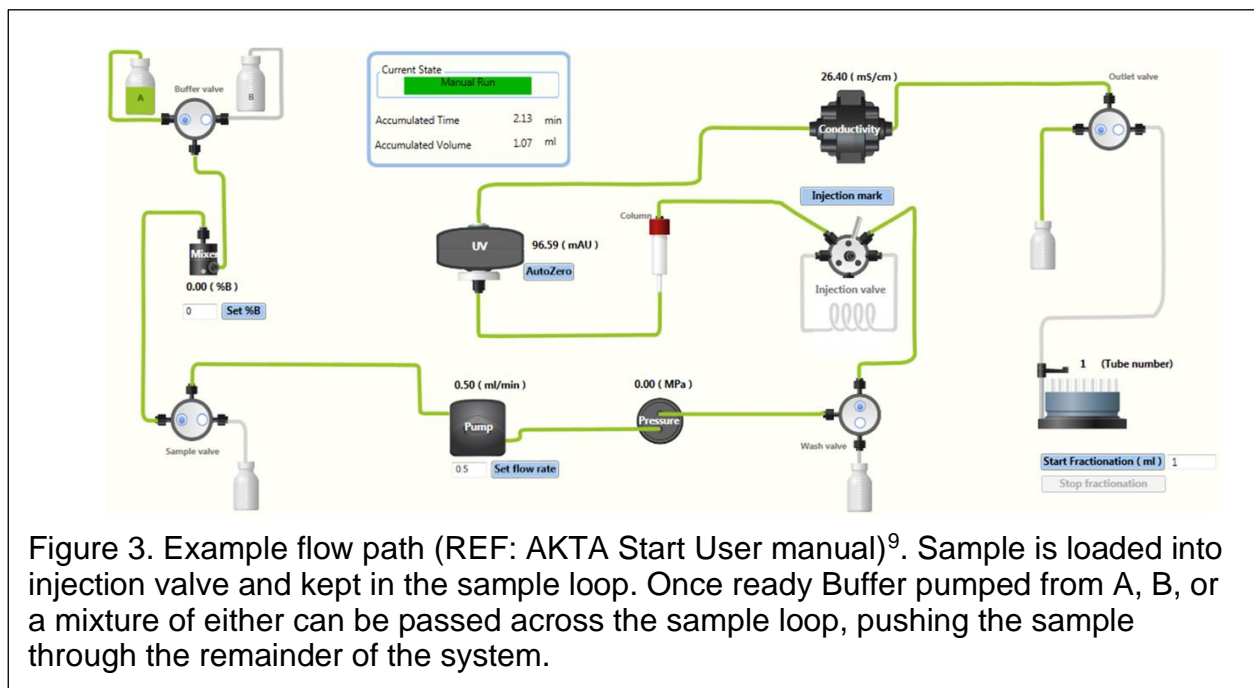 Current State
Manual Run
Accumulated Time 2.13 min
Accumulated Volume 1.07 ml
A
B
Buffer valve
26.40 ( mS/cm )
Conductivity
Outlet valve
Injection mark
Column
UV
96.59 ( mAU )
AutoZero
Mixer
0.00 ( %B )
0 Set %B
Injection valve
Sample valve
0.50 ( ml/min )
Pump
0.5 Set flow rate
0.00 ( MPa )
Pressure
Wash valve
1 (Tube number)
Start Fractionation ( ml ) 1
Stop fractionation
Figure 3. Example flow path (REF: AKTA Start User manual)⁹. Sample is loaded into
injection valve and kept in the sample loop. Once ready Buffer pumped from A, B, or
a mixture of either can be passed across the sample loop, pushing the sample
through the remainder of the system.